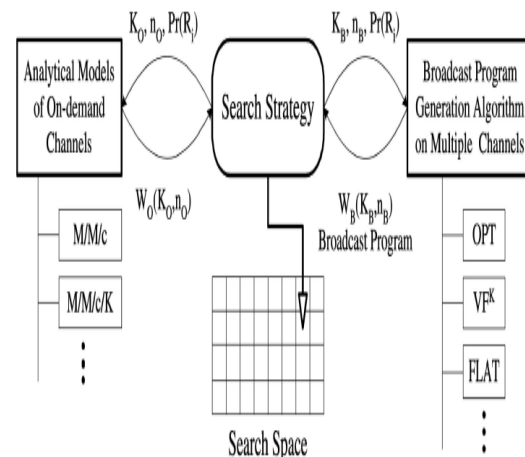 K_O, n_O, Pr(R_i)
K_B, n_B, Pr(R_i)
Analytical Models
of On-demand
Channels
Search Strategy
Broadcast Program
Generation Algorithm
on Multiple Channels
W_O(K_O,n_O)
W_B(K_B,n_B)
Broadcast Program
M/M/c
M/M/c/K
OPT
VF^K
FLAT
Search Space